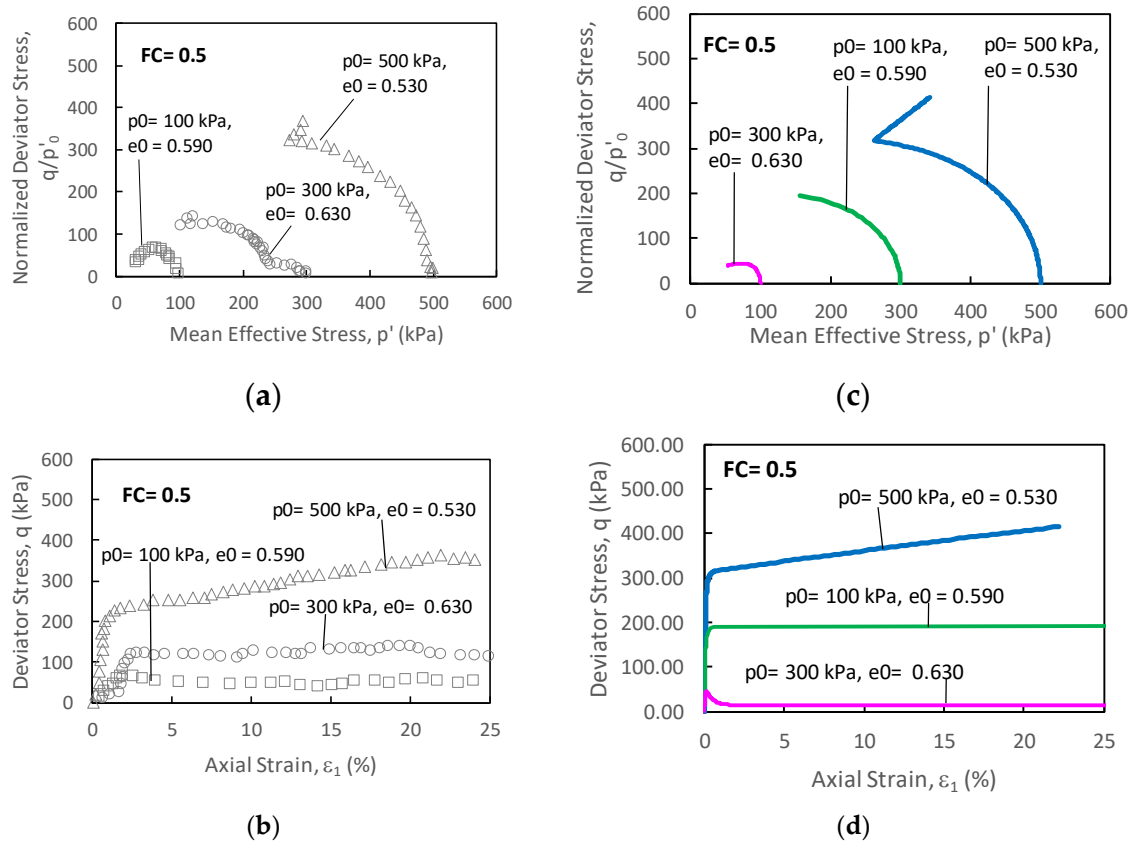 Normalized Deviator Stress,
q/p'0
600
500
400
300
200
100
0
FC= 0.5
p0= 500 kPa,
e0 = 0.530
p0= 100 kPa,
e0 = 0.590
p0= 300 kPa,
e0= 0.630
0 100 200 300 400 500 600
Mean Effective Stress, p' (kPa)
(a)
Normalized Deviator Stress,
q/p'0
600
500
400
300
200
100
0
FC= 0.5
p0= 100 kPa,
e0 = 0.590
p0= 500 kPa,
e0 = 0.530
p0= 300 kPa,
e0= 0.630
0 100 200 300 400 500 600
Mean Effective Stress, p' (kPa)
(c)
Deviator Stress, q (kPa)
600
500
400
300
200
100
0
FC= 0.5
p0= 500 kPa, e0 = 0.530
p0= 100 kPa, e0 = 0.590
p0= 300 kPa, e0= 0.630
0 5 10 15 20 25
Axial Strain, ε1 (%)
(b)
Deviator Stress, q (kPa)
600.00
500.00
400.00
300.00
200.00
100.00
0.00
FC= 0.5
p0= 500 kPa, e0 = 0.530
p0= 100 kPa, e0 = 0.590
p0= 300 kPa, e0= 0.630
0 5 10 15 20 25
Axial Strain, ε1 (%)
(d)